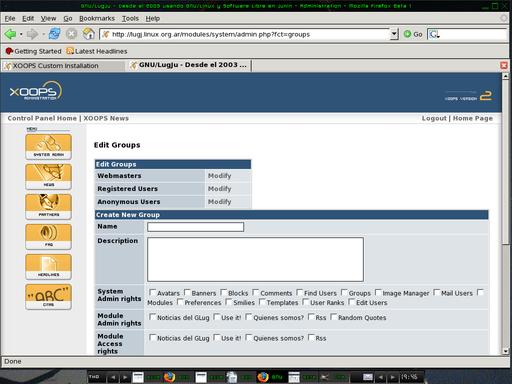 Gnu/LugJu - Desde el 2003 usando Gnu/Linux y Software Libre en Junin - Administration - Mozilla Firefox Beta 1
File Edit View Go Bookmarks Tools Help
http://lugj.linux.org.ar/modules/system/admin.php?fct=groups Go
Getting Started Latest Headlines
XOOPS Custom Installation GNU/LugJu - Desde el 2003 ...
XOOPS
ADMINISTRATION
XOOPS VERSION 2
Control Panel Home | XOOPS News Logout | Home Page
MENU
SYSTEM ADMIN
NEWS
PARTNERS
FAQ
HEADLINES
"ABC"
CITAS
Edit Groups
Edit Groups
Webmasters Modify
Registered Users Modify
Anonymous Users Modify
Create New Group
Name
Description
System Admin rights
Avatars Banners Blocks Comments Find Users Groups Image Manager Mail Users
Modules Preferences Smilies Templates User Ranks Edit Users
Module Admin rights
Noticias del GLug Use it! Quienes somos? Rss Random Quotes
Module Access rights
Noticias del GLug Use it! Quienes somos? Rss
Done
19:46